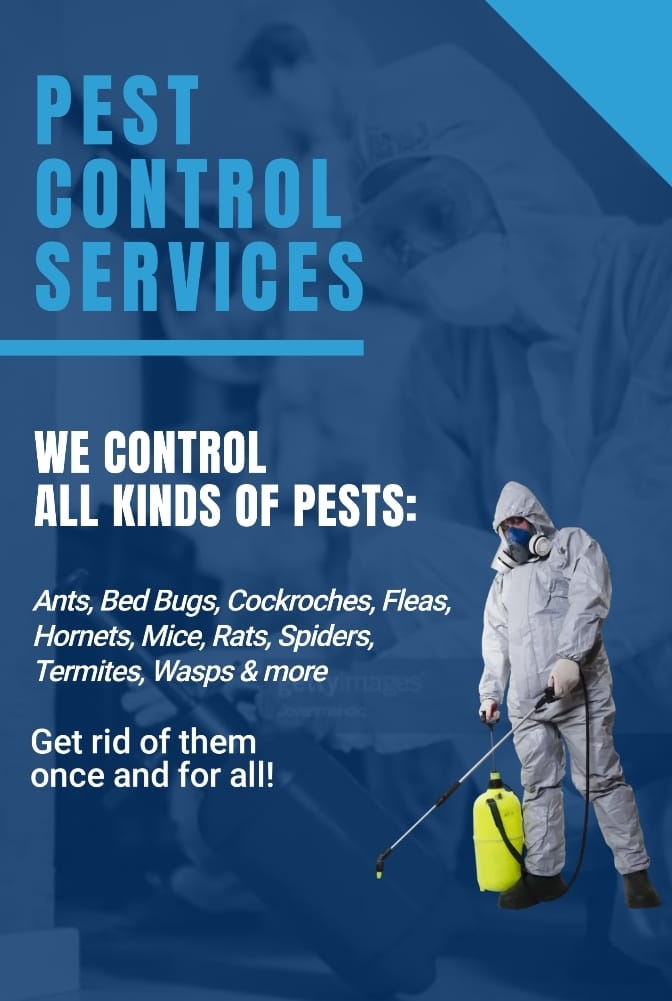 PEST
CONTROL
SERVICES
WE CONTROL
ALL KINDS OF PESTS:
Ants, Bed Bugs, Cockroches, Fleas,
Hornets, Mice, Rats, Spiders,
Termites, Wasps & more
gettyimages
Get rid of them
once and for all!